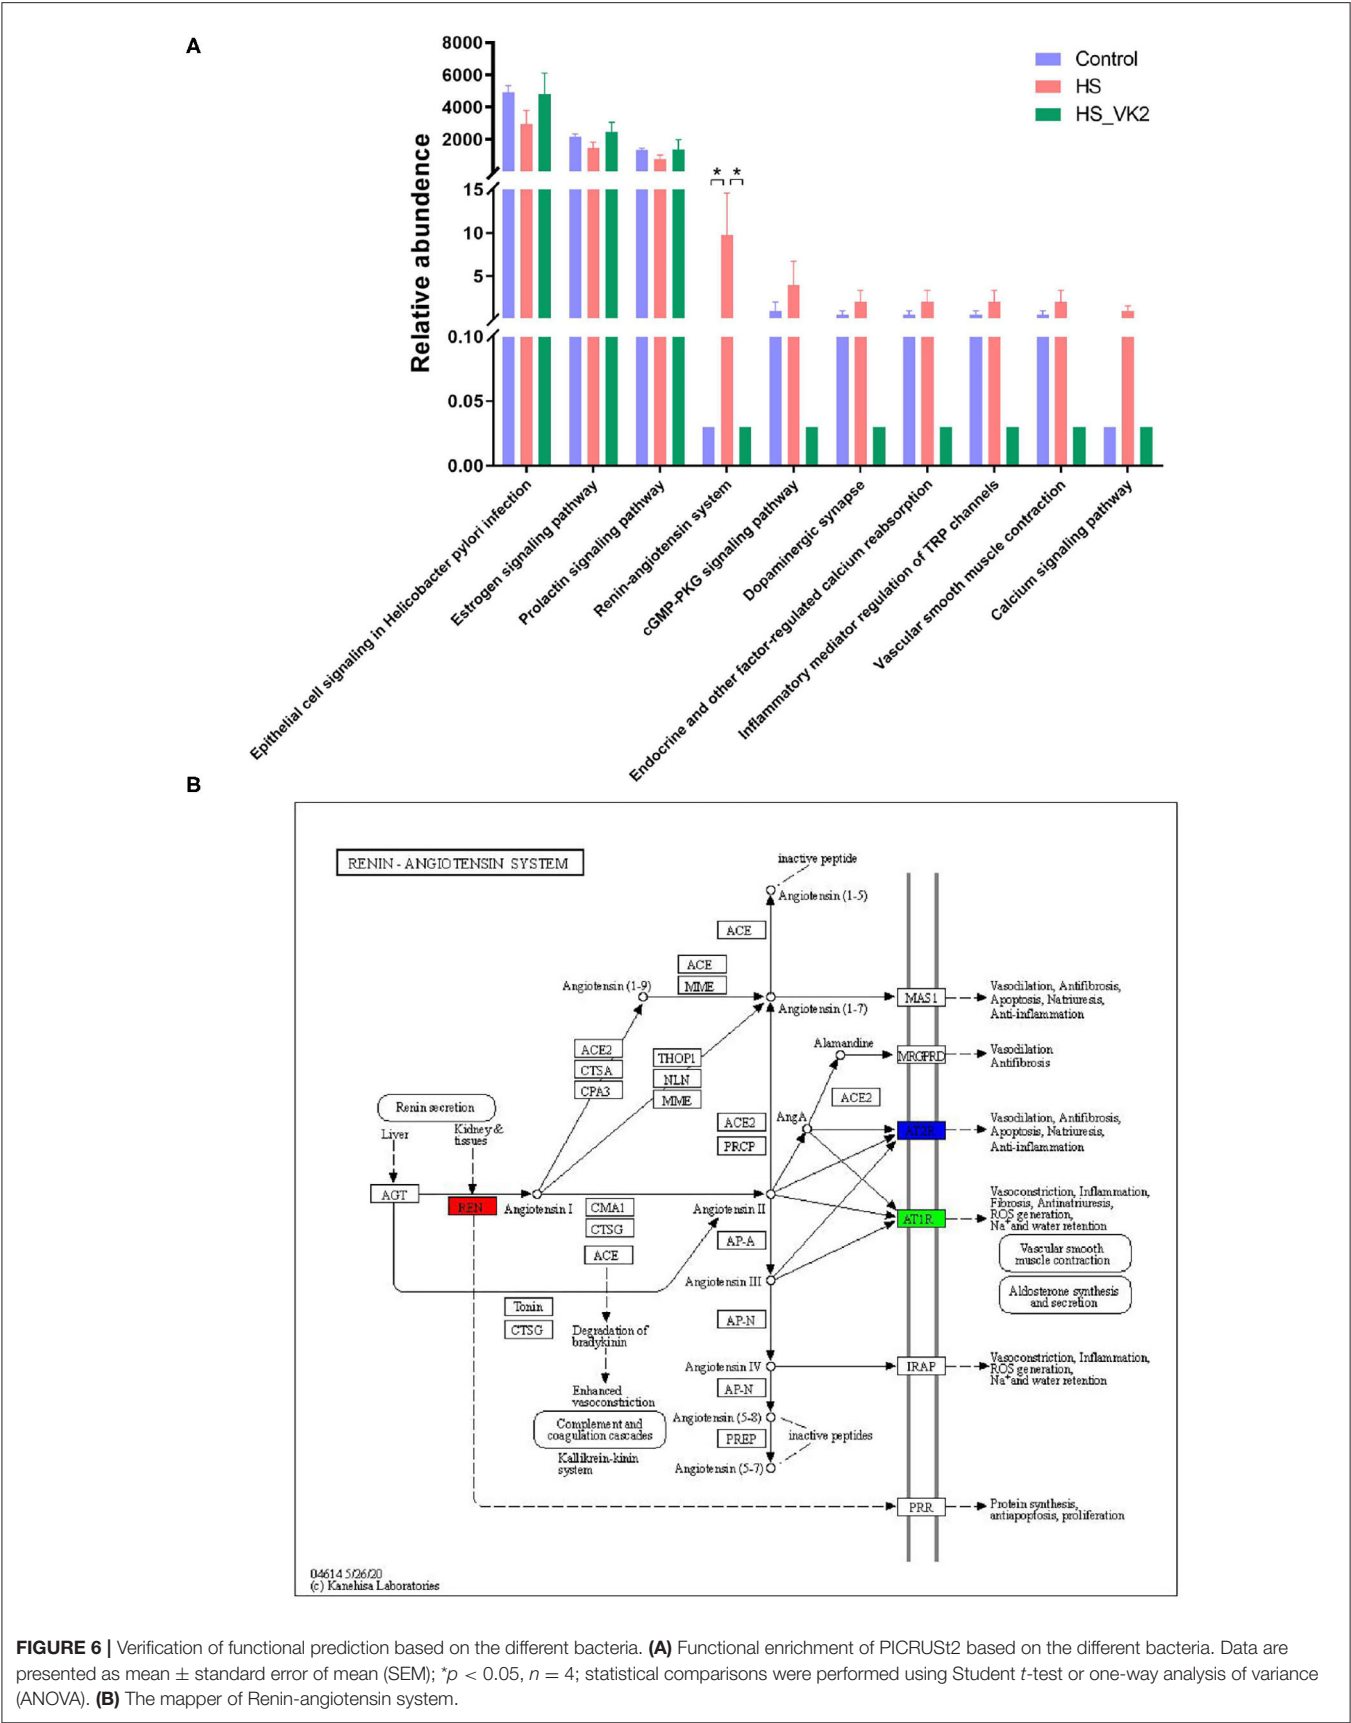 A
Control
HS
HS_VK2
Relative abundence
8000
6000
4000
2000
15
10
5
0.10
0.05
0.00
* *
Epithelial cell signaling in Helicobacter pylori infection
Estrogen signaling pathway
Prolactin signaling pathway
Renin-angiotensin system
cGMP-PKG signaling pathway
Dopaminergic synapse
Endocrine and other factor-regulated calcium reabsorption
Inflammatory mediator regulation of TRP channels
Vascular smooth muscle contraction
Calcium signaling pathway
B
RENIN - ANGIOTENSIN SYSTEM
inactive peptide
Angiotensin (1-5)
ACE
ACE
MME
Angiotensin (1-9)
Angiotensin (1-7)
MAS1
Vasodilation, Antifibrosis,
Apoptosis, Natriuresis,
Anti-inflammation
ACE2
CTSA
CPA3
THOP1
NLN
MME
Alamandine
MRGPRD
Vasodilation
Antifibrosis
ACE2
Renin secretion
Liver
Kidney &
tissues
ACE2
PRCP
AngA
AT2R
Vasodilation, Antifibrosis,
Apoptosis, Natriuresis,
Anti-inflammation
AGT
REN
Angiotensin I
CMA1
CTSG
ACE
Angiotensin II
AP-A
AT1R
Vasoconstriction, Inflammation,
Fibrosis, Antinatriuresis,
ROS generation,
Na+and water retention
Vascular smooth
muscle contraction
Aldosterone synthesis
and secretion
Angiotensin III
Tonin
CTSG
AP-N
Degradation of
bradykinin
Angiotensin IV
IRAP
Vasoconstriction, Inflammation,
ROS generation,
Na+and water retention
AP-N
Enhanced
vasoconstriction
Complement and
coagulation cascades
Kallikrein-kinin
system
Angiotensin (5-8)
PREP
inactive peptides
Angiotensin (5-7)
PRR
Protein synthesis,
antiapoptosis, proliferation
04614 5/26/20
(c) Kanehisa Laboratories
FIGURE 6 | Verification of functional prediction based on the different bacteria. (A) Functional enrichment of PICRUSt2 based on the different bacteria. Data are
presented as mean ± standard error of mean (SEM); *p < 0.05, n = 4; statistical comparisons were performed using Student t-test or one-way analysis of variance
(ANOVA). (B) The mapper of Renin-angiotensin system.